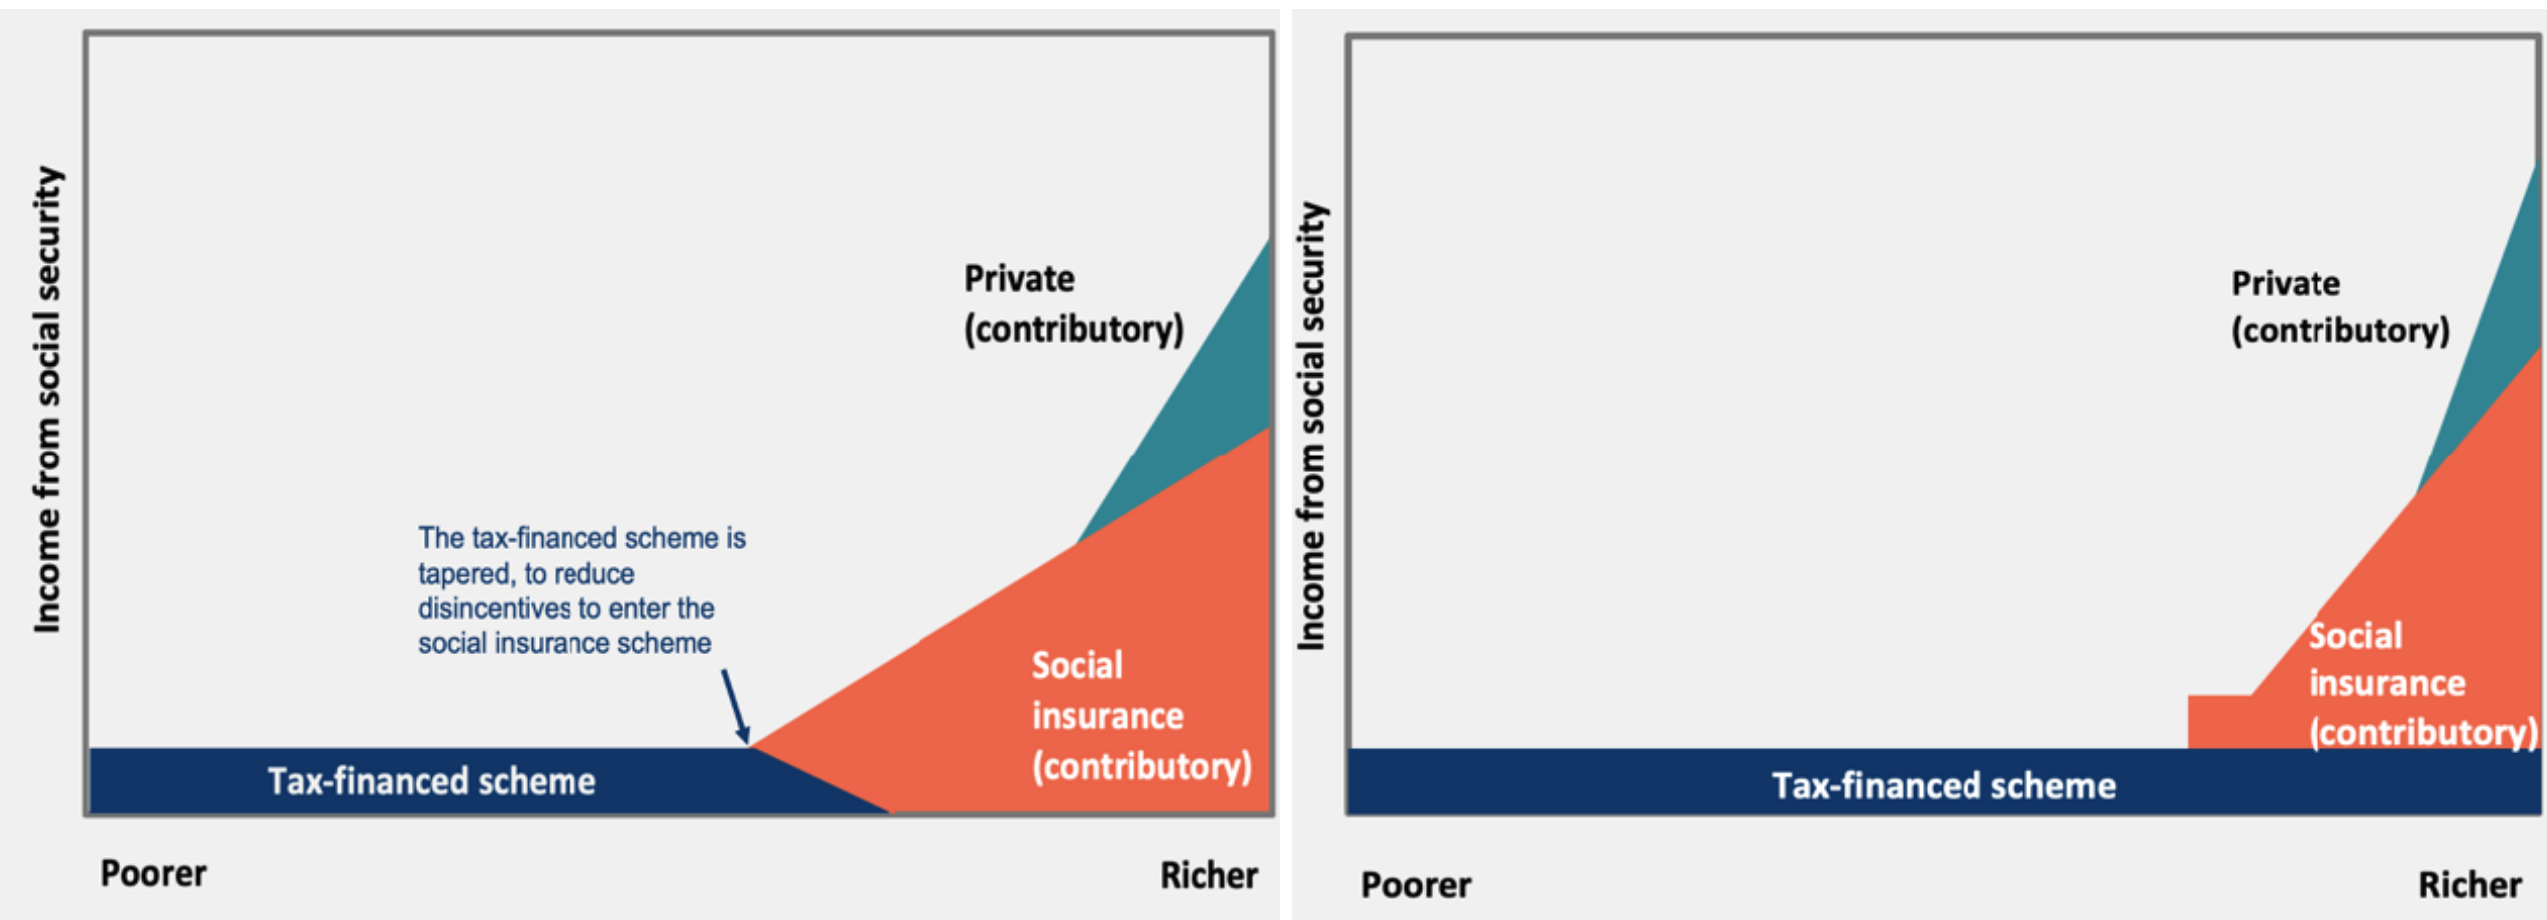 Income from social security
Private
(contributory)
The tax-financed scheme is
tapered, to reduce
disincentives to enter the
social insurance scheme
Social
insurance
(contributory)
Tax-financed scheme
Poorer
Richer
Income from social security
Private
(contributory)
Social
insurance
(contributory)
Tax-financed scheme
Poorer
Richer